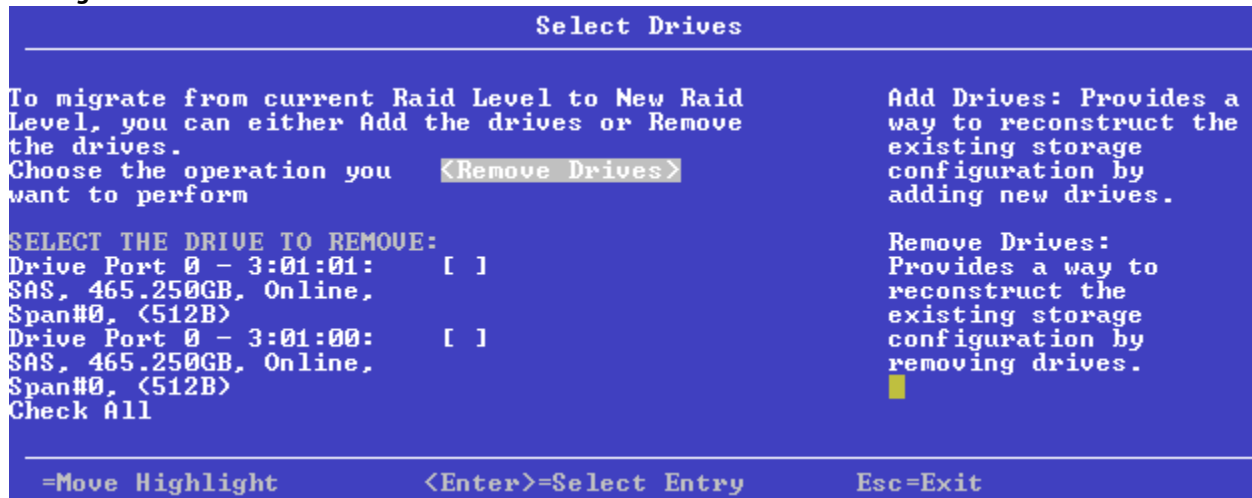 Select Drives
To migrate from current Raid Level to New Raid
Level, you can either Add the drives or Remove
the drives.
Choose the operation you <Remove Drives>
want to perform
SELECT THE DRIVE TO REMOVE:
Drive Port 0 - 3:01:01: [ ]
SAS, 465.250GB, Online,
Span#0, (512B)
Drive Port 0 - 3:01:00: [ ]
SAS, 465.250GB, Online,
Span#0, (512B)
Check All
Add Drives: Provides a
way to reconstruct the
existing storage
configuration by
adding new drives.
Remove Drives:
Provides a way to
reconstruct the
existing storage
configuration by
removing drives.
=Move Highlight <Enter>=Select Entry Esc=Exit